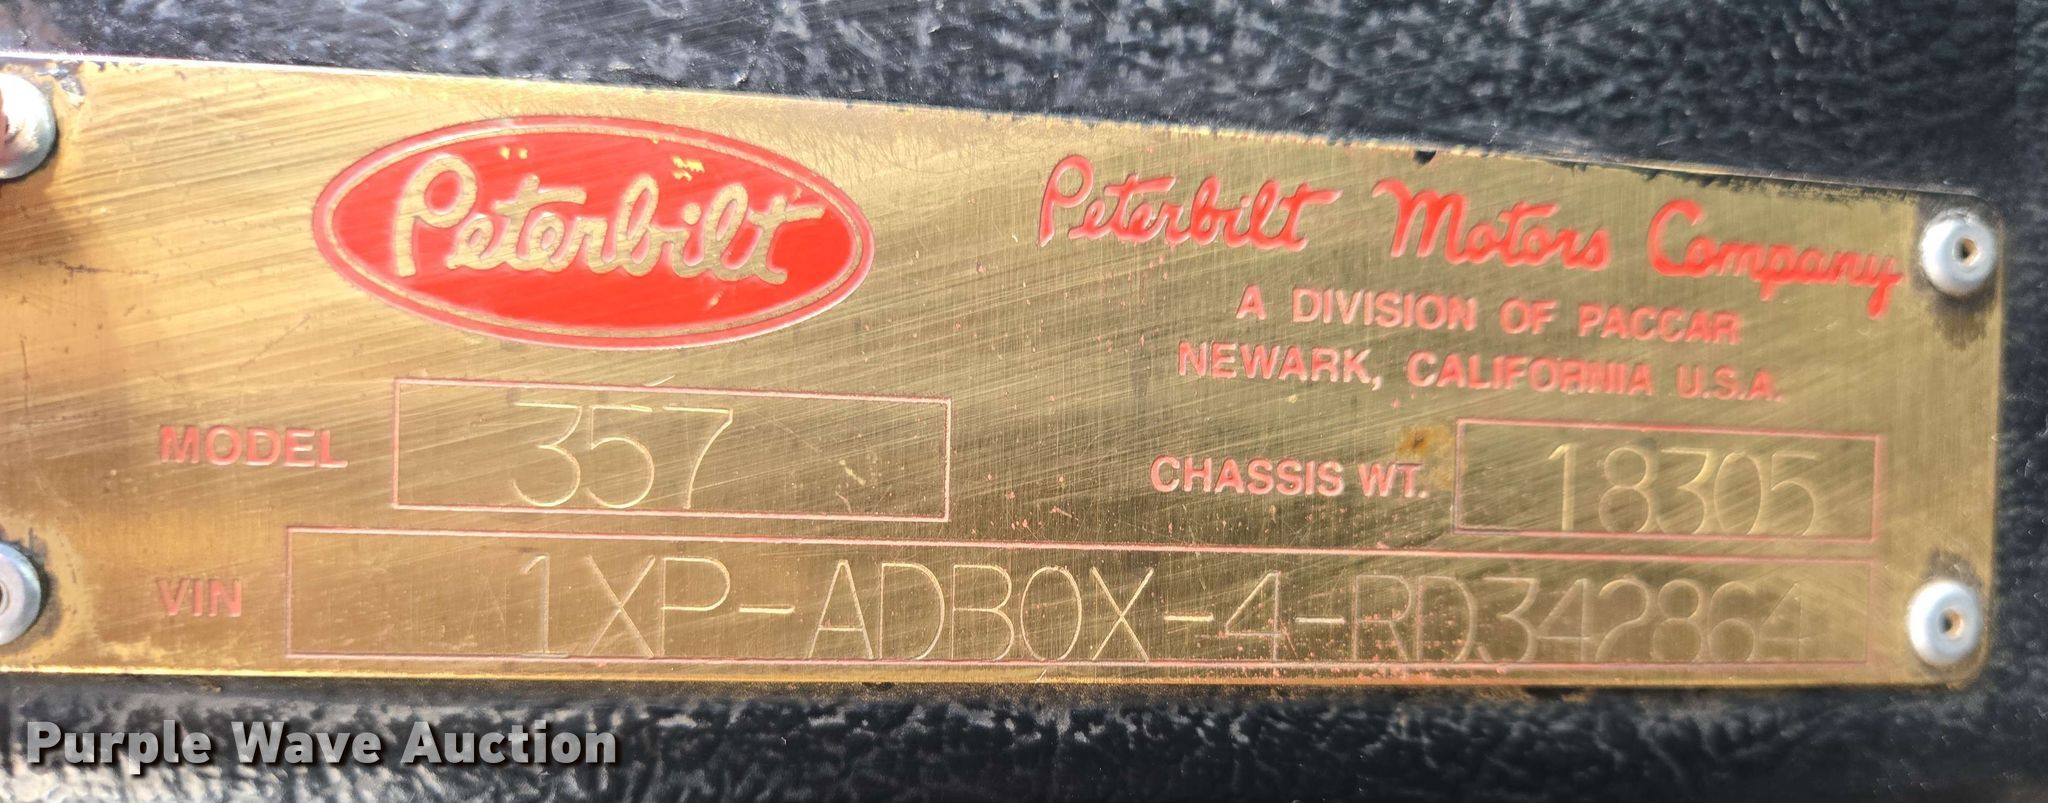 Peterbilt
Peterbilt Motors Company
A DIVISION OF PACCAR
NEWARK, CALIFORNIA U.S.A.
MODEL 357
CHASSIS WT. 18305
VIN 1XP-ADB0X-4-RD342864
Purple Wave Auction